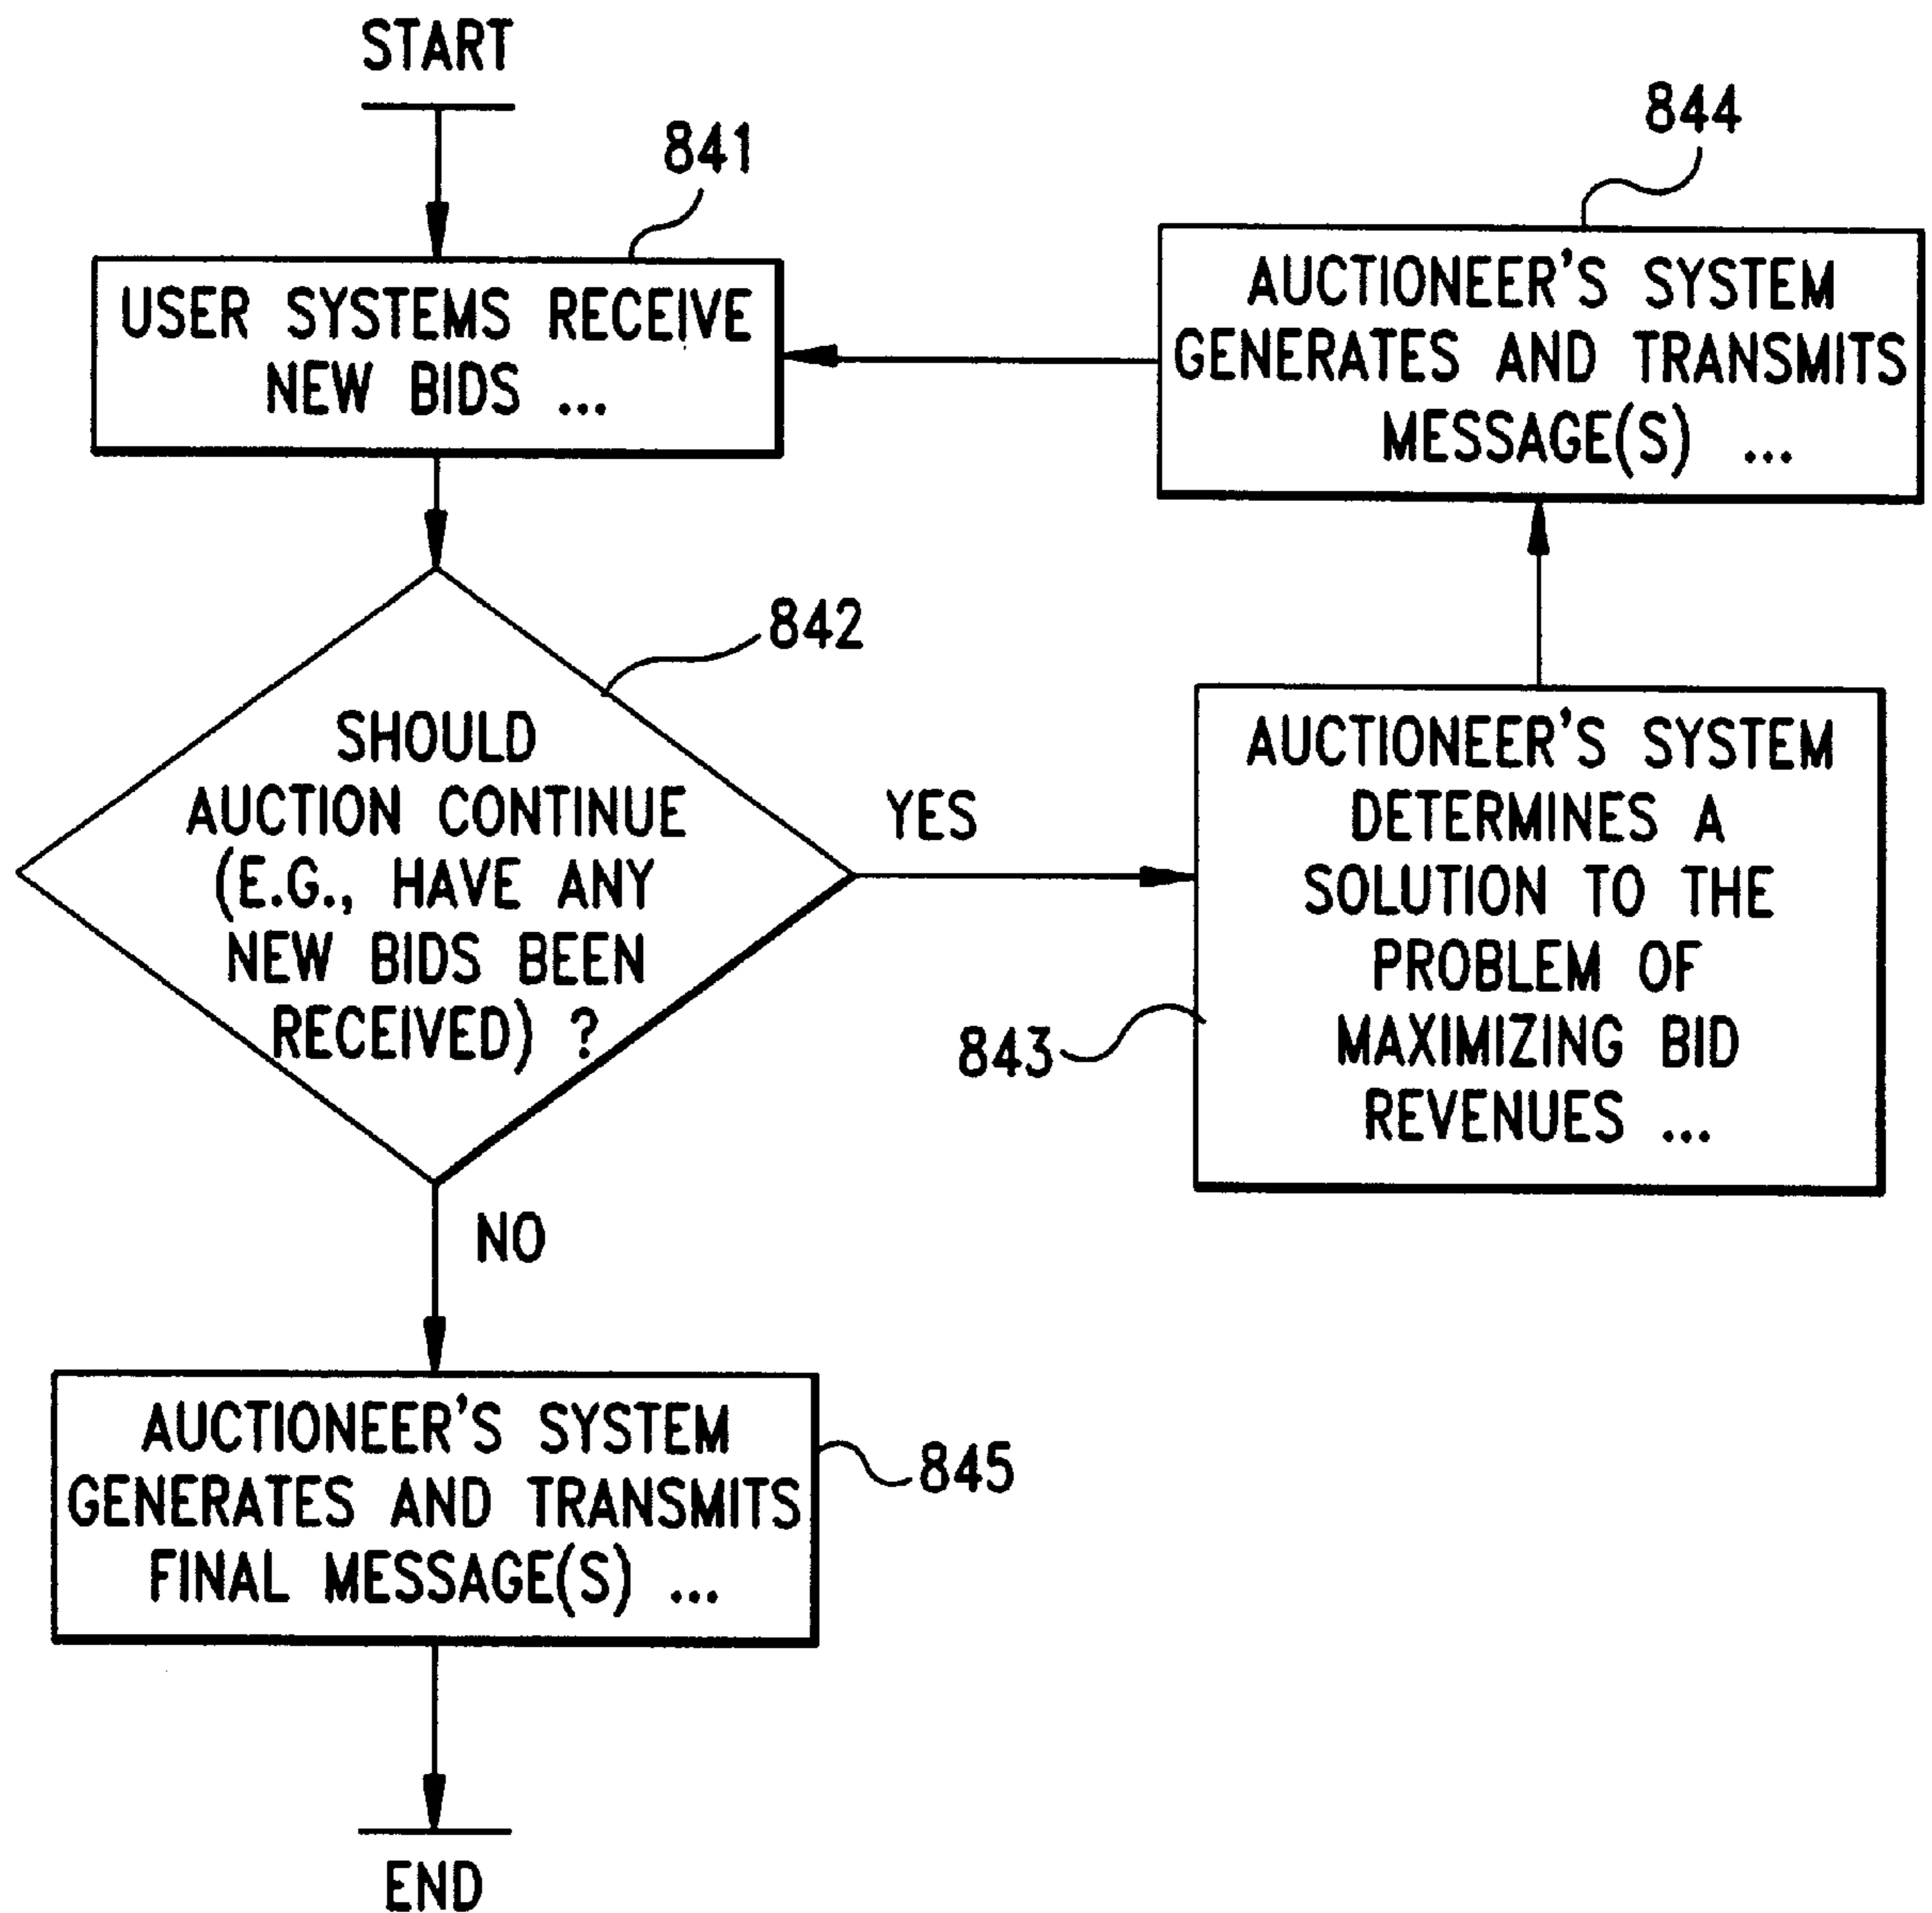 START
841
USER SYSTEMS RECEIVE
NEW BIDS ...
844
AUCTIONEER'S SYSTEM
GENERATES AND TRANSMITS
MESSAGE(S) ...
842
SHOULD
AUCTION CONTINUE
(E.G., HAVE ANY
NEW BIDS BEEN
RECEIVED) ?
YES
843
AUCTIONEER'S SYSTEM
DETERMINES A
SOLUTION TO THE
PROBLEM OF
MAXIMIZING BID
REVENUES ...
NO
845
AUCTIONEER'S SYSTEM
GENERATES AND TRANSMITS
FINAL MESSAGE(S) ...
END